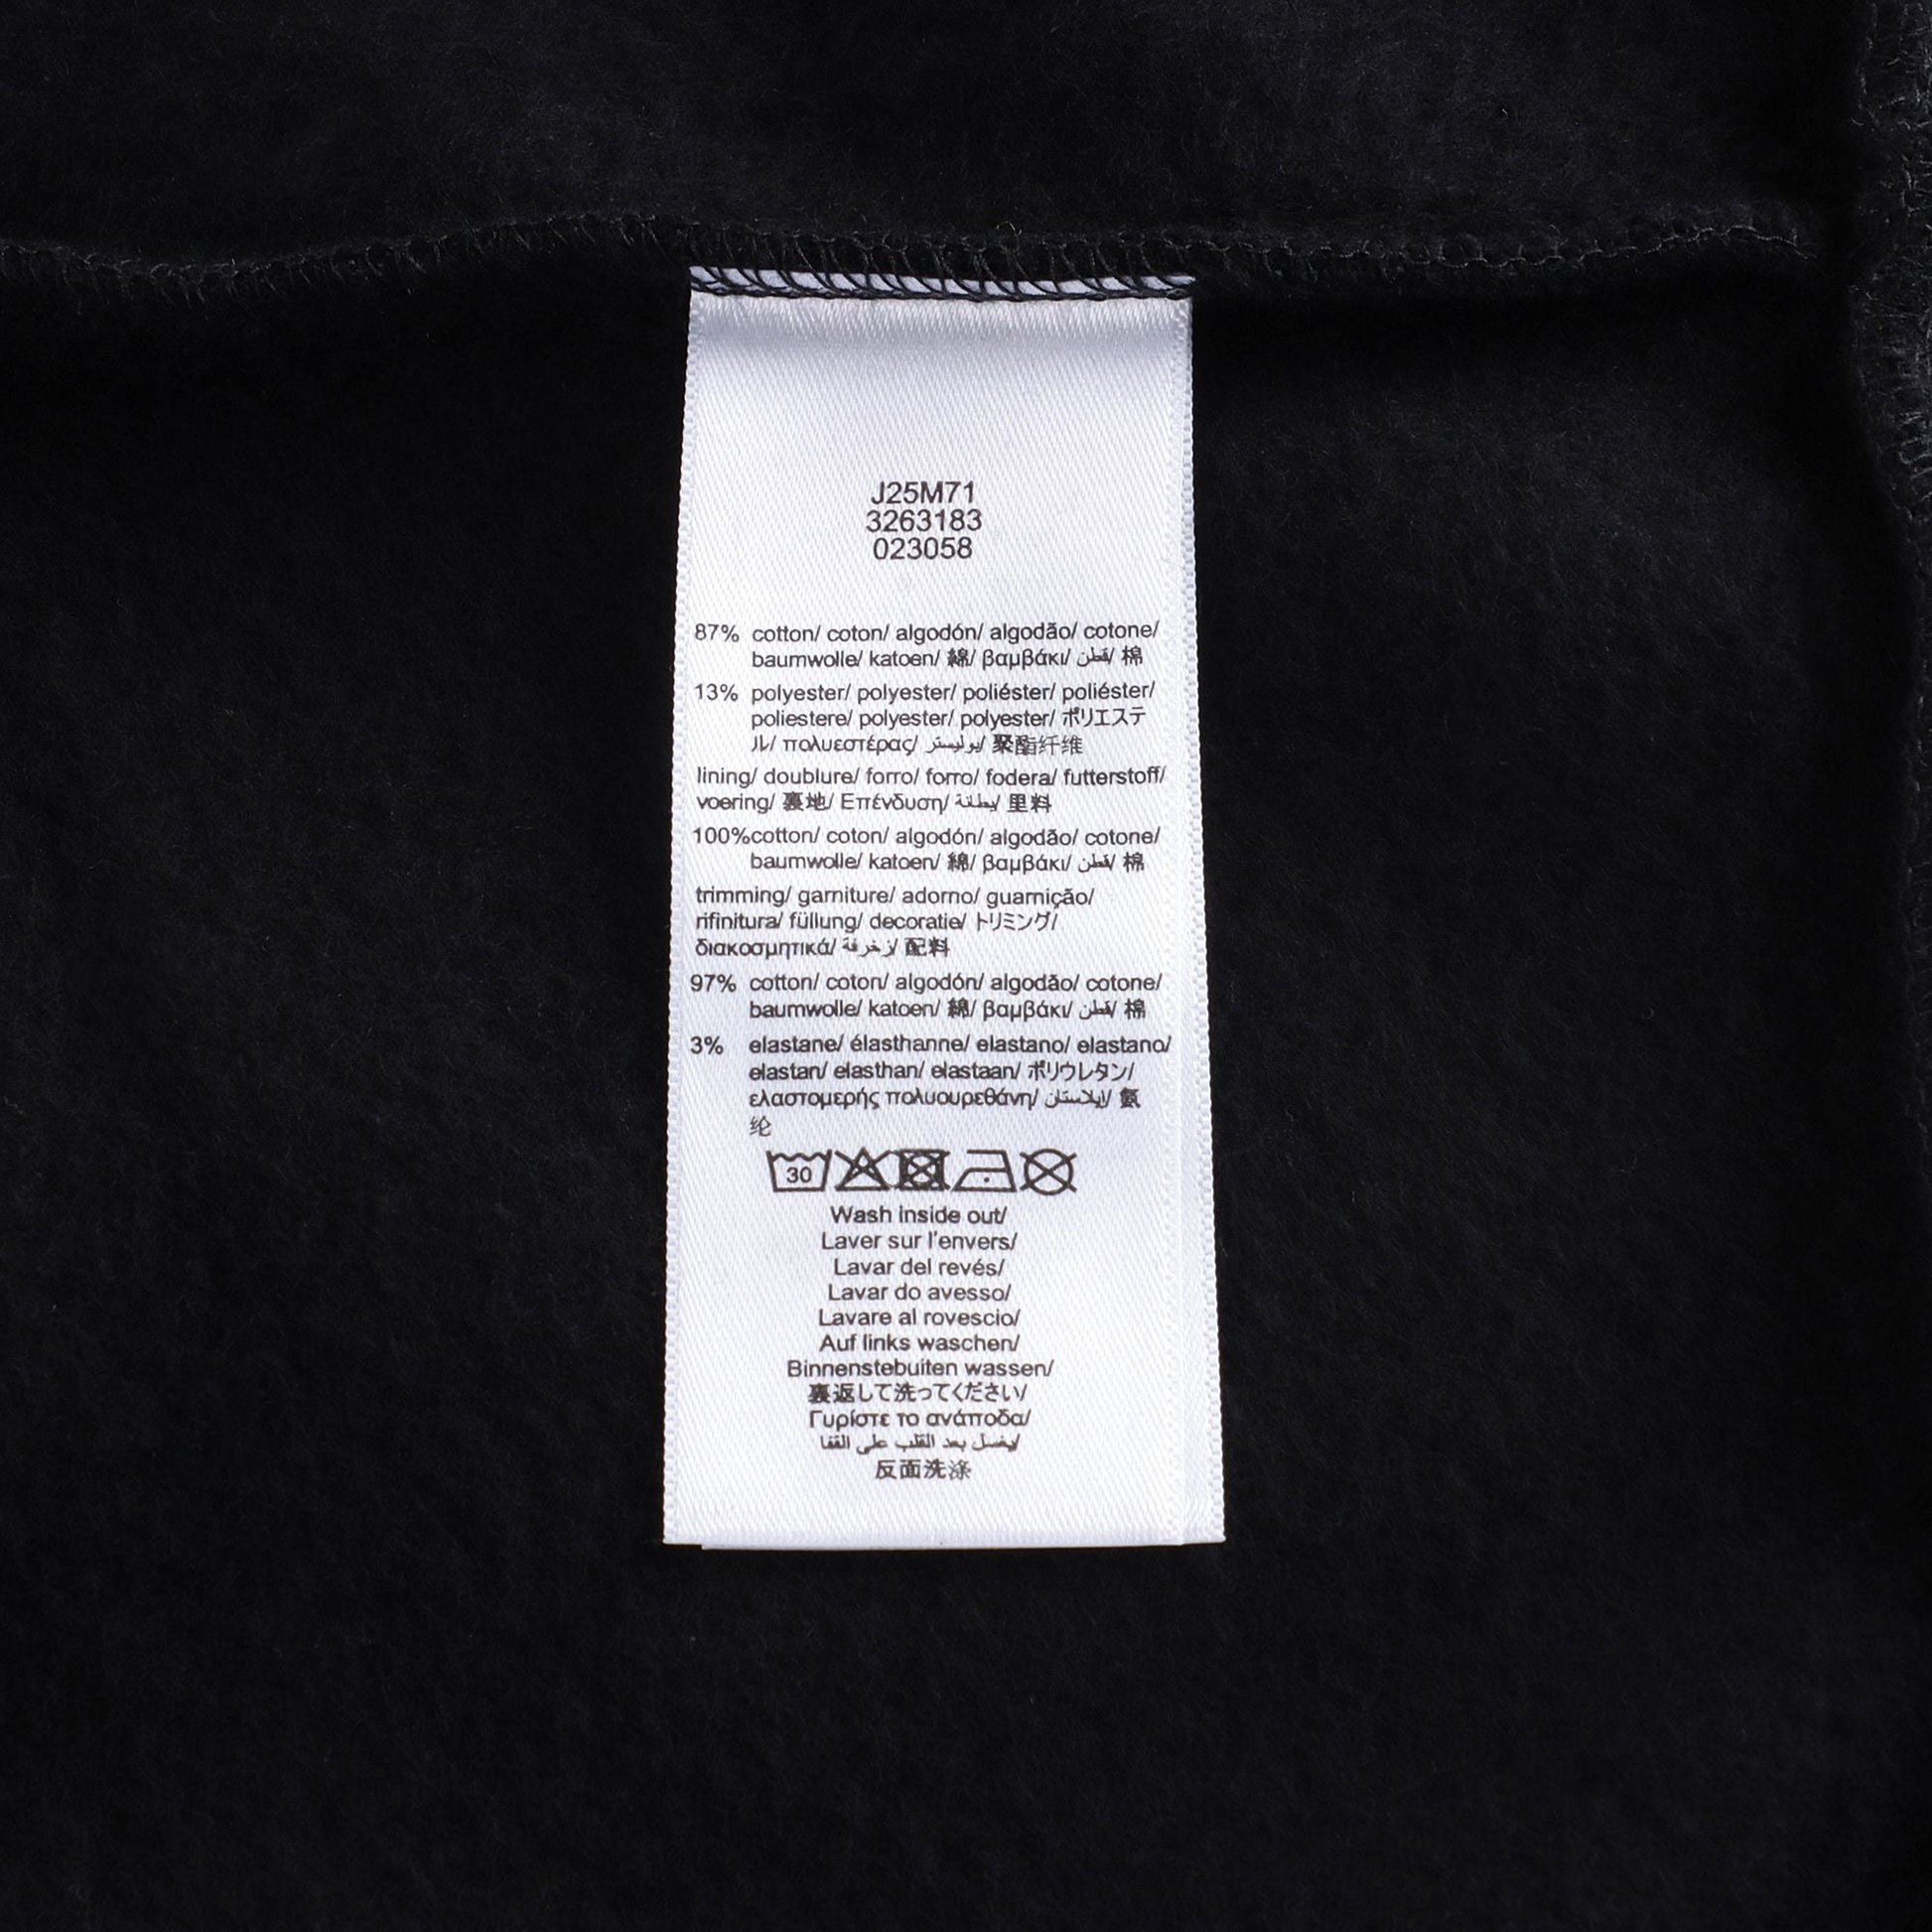 J25M71
3263183
023058
87% cotton/ coton/ algodón/ algodão/ cotone/
baumwolle/ katoen/ 綿/ βαμβάκι/ قطن/ 棉
13% polyester/ polyester/ poliéster/ poliéster/
poliestere/ polyester/ polyester/ ポリエステ
ル/ πολυεστέρας/ بوليستر/ 聚酯纤维
lining/ doublure/ forro/ forro/ fodera/ futterstoff/
voering/ 裏地/ Επένδυση/ بطانة/ 里料
100%cotton/ coton/ algodón/ algodão/ cotone/
baumwolle/ katoen/ 綿/ βαμβάκι/ قطن/ 棉
trimming/ garniture/ adorno/ guarnição/
rifinitura/ füllung/ decoratie/ トリミング/
διακοσμητικά/ زخرفة/ 配料
97% cotton/ coton/ algodón/ algodão/ cotone/
baumwolle/ katoen/ 綿/ βαμβάκι/ قطن/ 棉
3% elastane/ élasthanne/ elastano/ elastano/
elastan/ elasthan/ elastaan/ ポリウレタン/
ελαστομερής πολυουρεθάνη/ إيلاستان/ 氨
纶
30
Wash inside out/
Laver sur l'envers/
Lavar del revés/
Lavar do avesso/
Lavare al rovescio/
Auf links waschen/
Binnenstebuiten wassen/
裏返して洗ってください/
Γυρίστε το ανάποδα/
يغسل بعد القلب على القفا/
反面洗涤